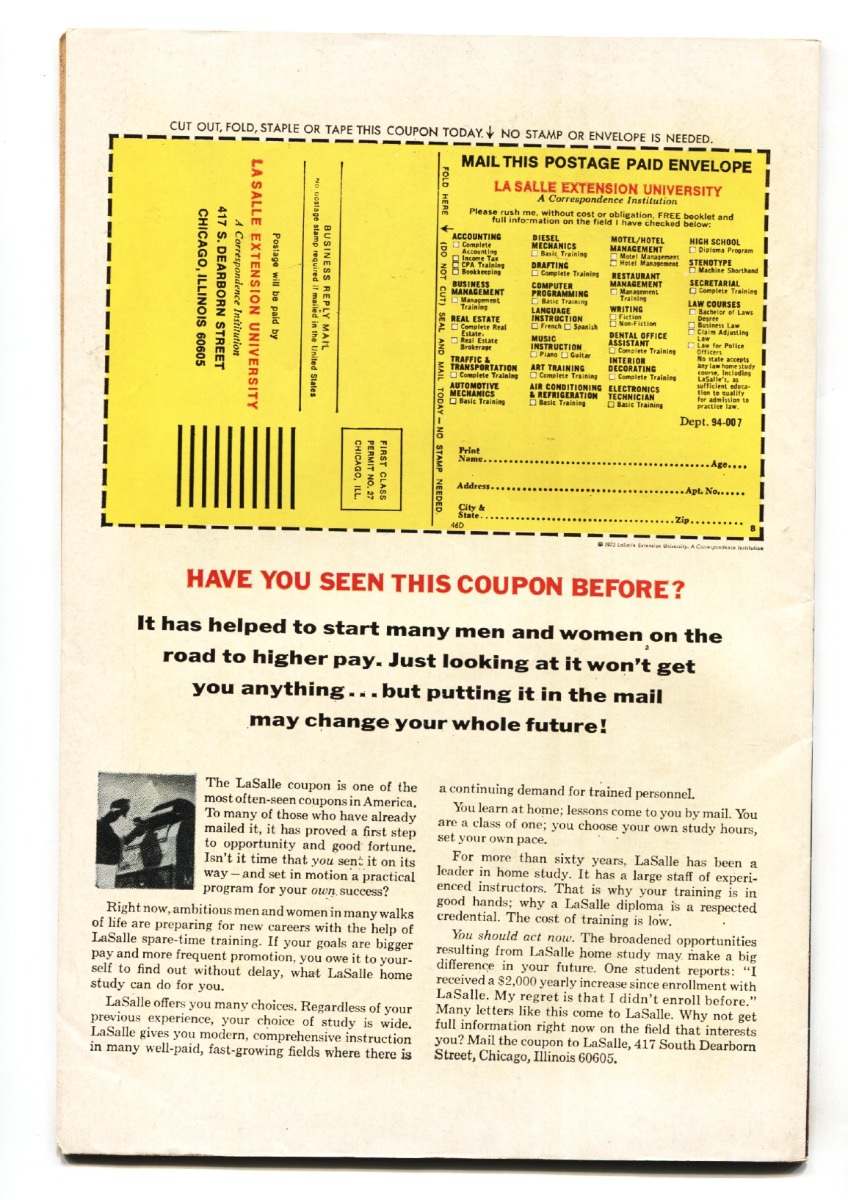 CUT OUT, FOLD, STAPLE OR TAPE THIS COUPON TODAY.↓ NO STAMP OR ENVELOPE IS NEEDED.
LA SALLE EXTENSION UNIVERSITY
A Correspondence Institution
417 S. DEARBORN STREET
CHICAGO, ILLINOIS 60605
Postage will be paid by
BUSINESS REPLY MAIL
No postage stamp required if mailed in the United States
FIRST CLASS
PERMIT NO. 27
CHICAGO, ILL.
FOLD HERE (DO NOT CUT) SEAL AND MAIL TODAY — NO STAMP NEEDED.
MAIL THIS POSTAGE PAID ENVELOPE
LA SALLE EXTENSION UNIVERSITY
A Correspondence Institution
Please rush me, without cost or obligation, FREE booklet and
full information on the field I have checked below:
ACCOUNTING
Complete
Accounting
Income Tax
CPA Training
Bookkeeping
BUSINESS
MANAGEMENT
Management
Training
REAL ESTATE
Complete Real
Estate.
Real Estate
Brokerage
TRAFFIC &
TRANSPORTATION
Complete Training
AUTOMOTIVE
MECHANICS
Basic Training
DIESEL
MECHANICS
Basic Training
DRAFTING
Complete Training
COMPUTER
PROGRAMMING
Basic Training
LANGUAGE
INSTRUCTION
French Spanish
MUSIC
INSTRUCTION
Piano Guitar
ART TRAINING
Complete Training
AIR CONDITIONING
& REFRIGERATION
Basic Training
MOTEL/HOTEL
MANAGEMENT
Motel Management
Hotel Management
RESTAURANT
MANAGEMENT
Management
Training
WRITING
Fiction
Non-Fiction
DENTAL OFFICE
ASSISTANT
Complete Training
INTERIOR
DECORATING
Complete Training
ELECTRONICS
TECHNICIAN
Basic Training
HIGH SCHOOL
Diploma Program
STENOTYPE
Machine Shorthand
SECRETARIAL
Complete Training
LAW COURSES
Bachelor of Laws
Degree
Business Law
Claim Adjusting
Law
Law for Police
Officers
No state accepts
any law home study
course, including
LaSalle's, as
sufficient educa-
tion to qualify
for admission to
practice law.
Dept. 94-007
Print
Name Age
Address Apt. No.
City &
State Zip
46D 8
© 1972 LaSalle Extension University. A Correspondence Institution
HAVE YOU SEEN THIS COUPON BEFORE?
It has helped to start many men and women on the
road to higher pay. Just looking at it won't get
you anything...but putting it in the mail
may change your whole future!
The LaSalle coupon is one of the
most often-seen coupons in America.
To many of those who have already
mailed it, it has proved a first step
to opportunity and good fortune.
Isn't it time that you sent it on its
way — and set in motion a practical
program for your own success?
Right now, ambitious men and women in many walks
of life are preparing for new careers with the help of
LaSalle spare-time training. If your goals are bigger
pay and more frequent promotion, you owe it to your-
self to find out without delay, what LaSalle home
study can do for you.
LaSalle offers you many choices. Regardless of your
previous experience, your choice of study is wide.
LaSalle gives you modern, comprehensive instruction
in many well-paid, fast-growing fields where there is
a continuing demand for trained personnel.
You learn at home; lessons come to you by mail. You
are a class of one; you choose your own study hours,
set your own pace.
For more than sixty years, LaSalle has been a
leader in home study. It has a large staff of experi-
enced instructors. That is why your training is in
good hands; why a LaSalle diploma is a respected
credential. The cost of training is low.
You should act now. The broadened opportunities
resulting from LaSalle home study may make a big
difference in your future. One student reports: "I
received a $2,000 yearly increase since enrollment with
LaSalle. My regret is that I didn't enroll before."
Many letters like this come to LaSalle. Why not get
full information right now on the field that interests
you? Mail the coupon to LaSalle, 417 South Dearborn
Street, Chicago, Illinois 60605.